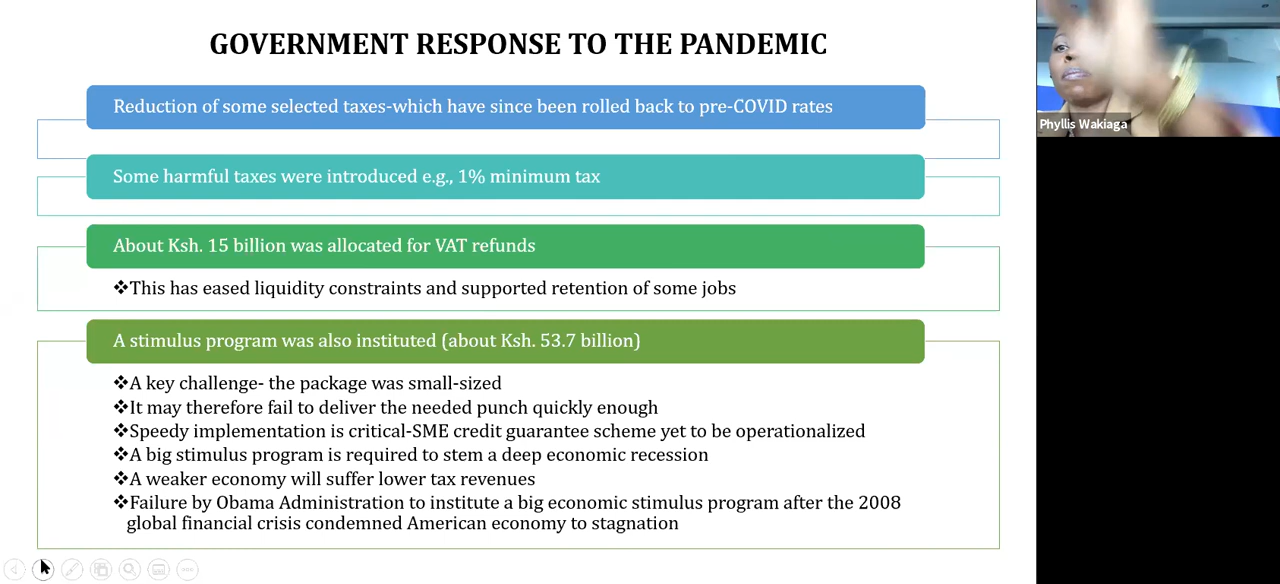 GOVERNMENT RESPONSE TO THE PANDEMIC
Reduction of some selected taxes-which have since been rolled back to pre-COVID rates
Some harmful taxes were introduced e.g., 1% minimum tax
About Ksh. 15 billion was allocated for VAT refunds
❖This has eased liquidity constraints and supported retention of some jobs
A stimulus program was also instituted (about Ksh. 53.7 billion)
❖A key challenge- the package was small-sized
❖It may therefore fail to deliver the needed punch quickly enough
❖Speedy implementation is critical-SME credit guarantee scheme yet to be operationalized
❖A big stimulus program is required to stem a deep economic recession
❖A weaker economy will suffer lower tax revenues
❖Failure by Obama Administration to institute a big economic stimulus program after the 2008
global financial crisis condemned American economy to stagnation
Phyllis Wakiaga